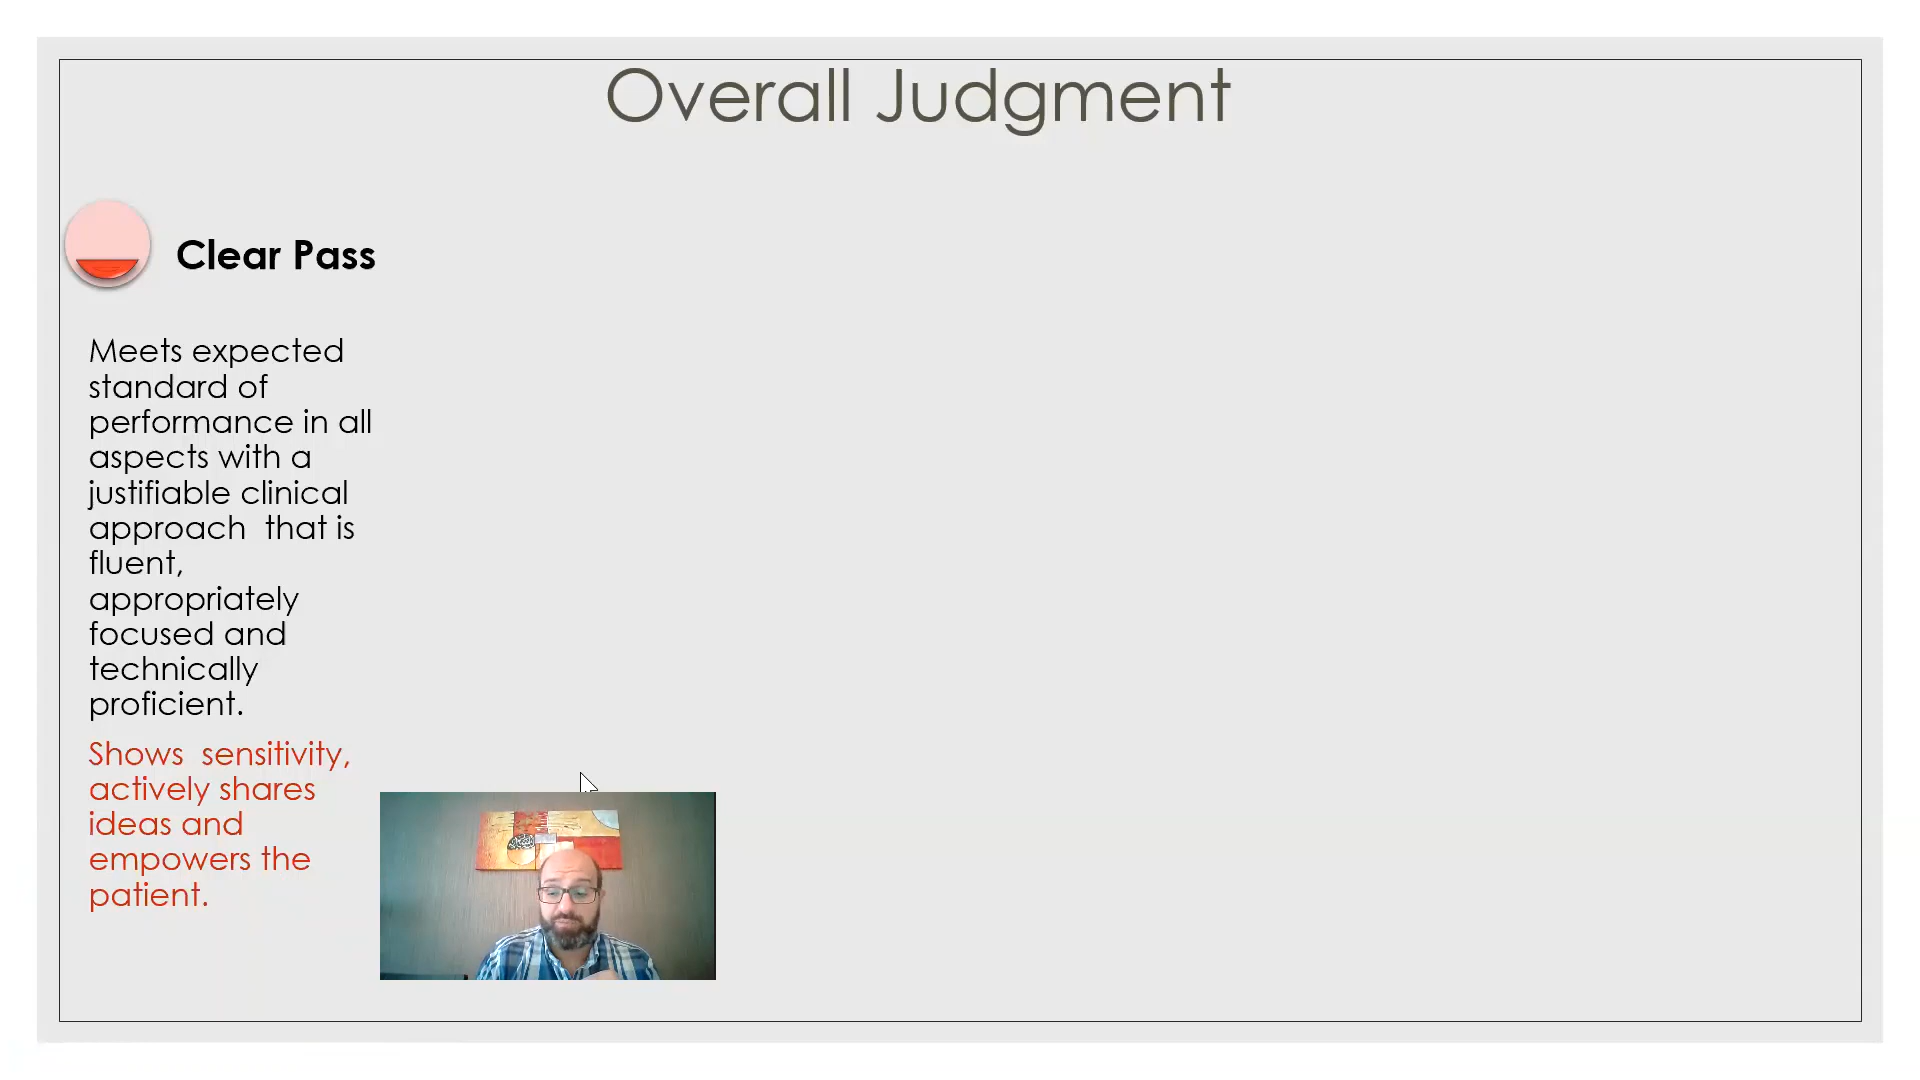 Overall Judgment
Clear Pass
Meets expected
standard of
performance in all
aspects with a
justifiable clinical
approach  that is
fluent,
appropriately
focused and
technically
proficient.
Shows  sensitivity,
actively shares
ideas and
empowers the
patient.